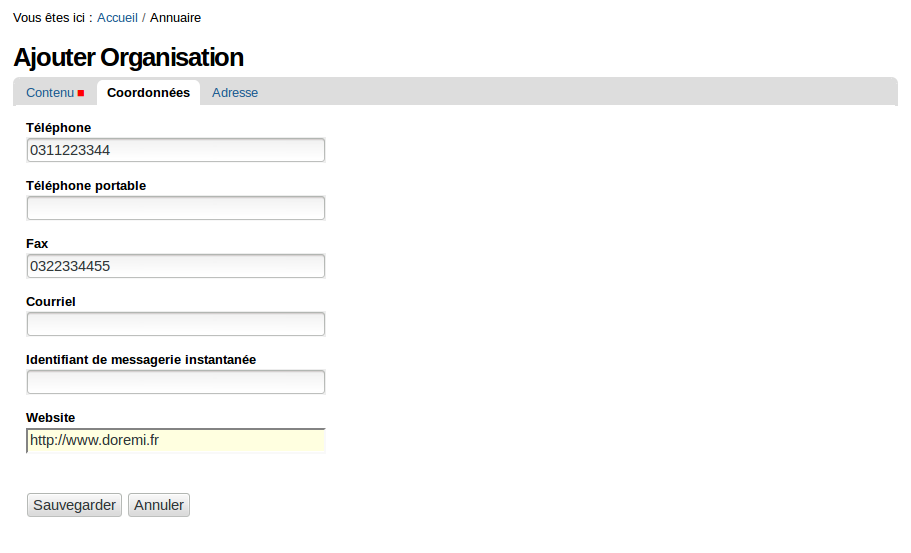 Vous êtes ici : Accueil / Annuaire
Ajouter Organisation
Contenu Coordonnées Adresse
Téléphone
0311223344
Téléphone portable
Fax
0322334455
Courriel
Identifiant de messagerie instantanée
Website
http://www.doremi.fr
Sauvegarder Annuler